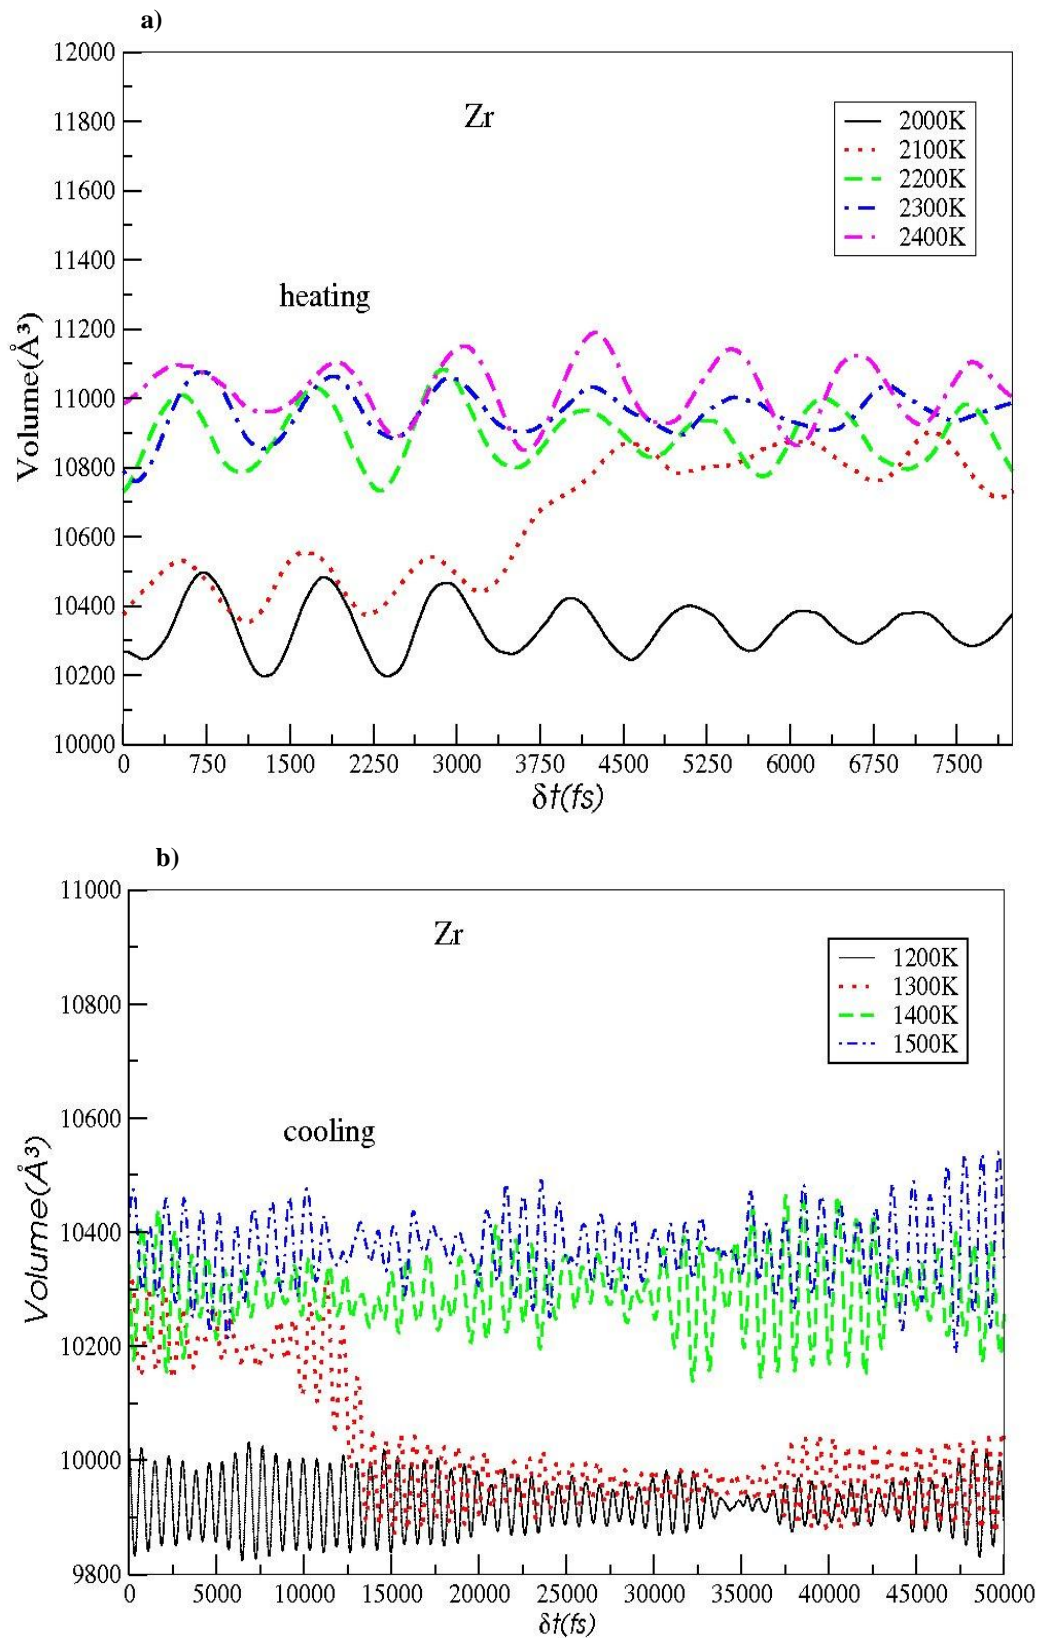 a)
12000
Zr
11800
2000K
2100K
11600
2200K
2300K
11400
2400K
heating
11200
Volume(Å³)
11000
10800
10600
10400
10200
10000
0 750 1500 2250 3000 3750 4500 5250 6000 6750 7500
δt(fs)
b)
11000
Zr
1200K
1300K
10800
1400K
1500K
10600
cooling
Volume(Å³)
10400
10200
10000
9800
0 5000 10000 15000 20000 25000 30000 35000 40000 45000 50000
δt(fs)